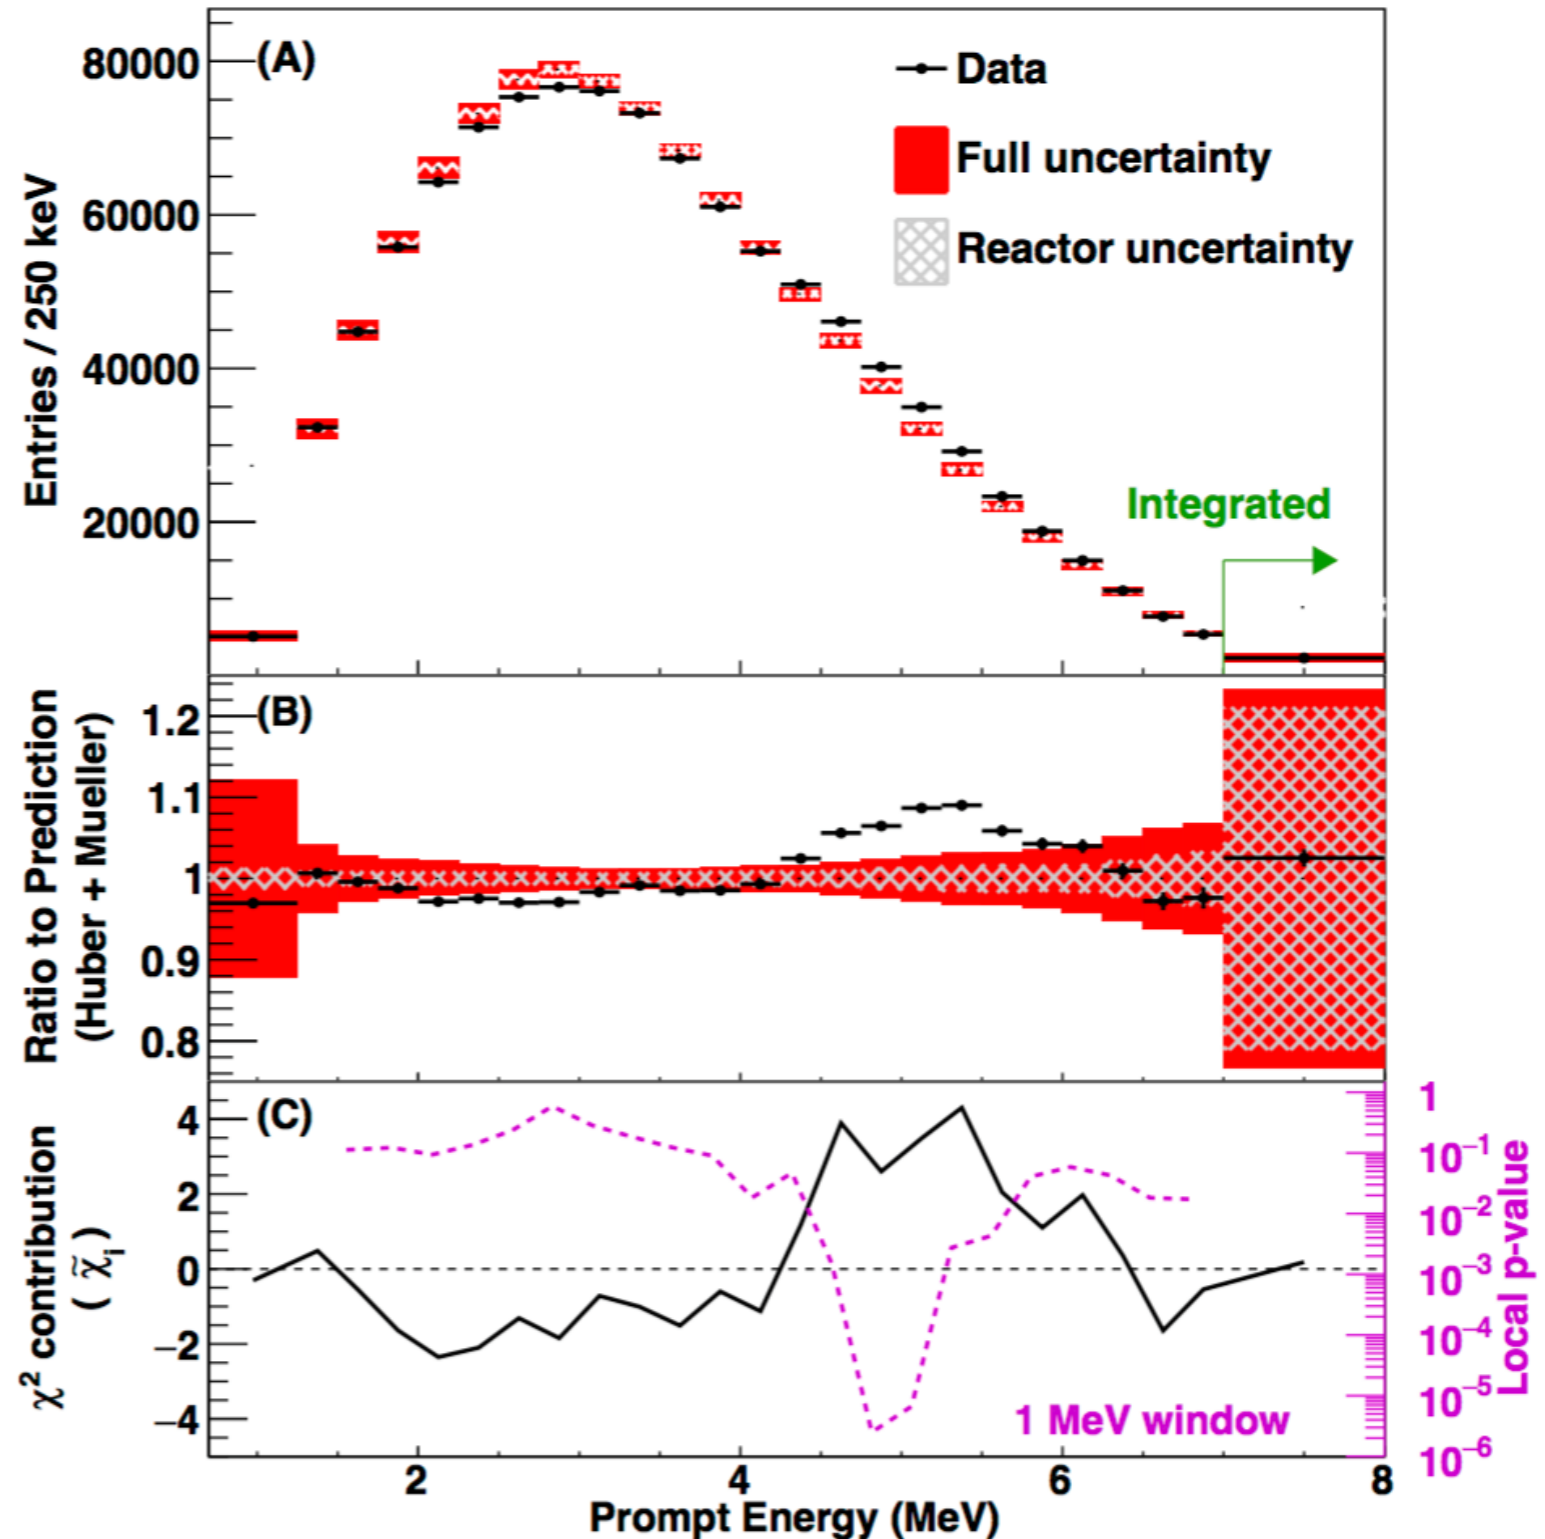 (A)
Data
Full uncertainty
Reactor uncertainty
Integrated
Entries / 250 keV
80000
60000
40000
20000
(B)
Ratio to Prediction
(Huber + Mueller)
1.2
1.1
1
0.9
0.8
(C)
χ² contribution
( χ̃ᵢ )
4
2
0
−2
−4
1 MeV window
1
10⁻¹
10⁻²
10⁻³
10⁻⁴
10⁻⁵
10⁻⁶
Local p-value
2 4 6 8
Prompt Energy (MeV)